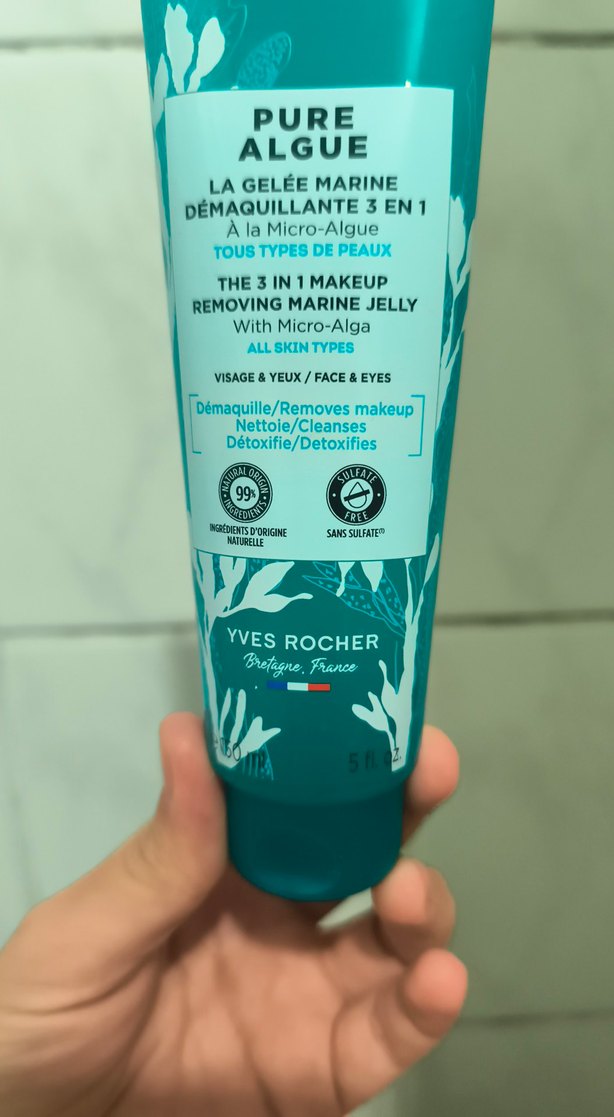 PURE
ALGUE
LA GELÉE MARINE
DÉMAQUILLANTE 3 EN 1
À la Micro-Algue
TOUS TYPES DE PEAUX
THE 3 IN 1 MAKEUP
REMOVING MARINE JELLY
With Micro-Alga
ALL SKIN TYPES
VISAGE & YEUX / FACE & EYES
Démaquille/Removes makeup
Nettoie/Cleanses
Détoxifie/Detoxifies
NATURAL ORIGIN
99%
INGREDIENTS
SULFATE
FREE
INGRÉDIENTS D'ORIGINE
NATURELLE
SANS SULFATE(1)
YVES ROCHER
Bretagne, France
150 ml
5 fl. oz.